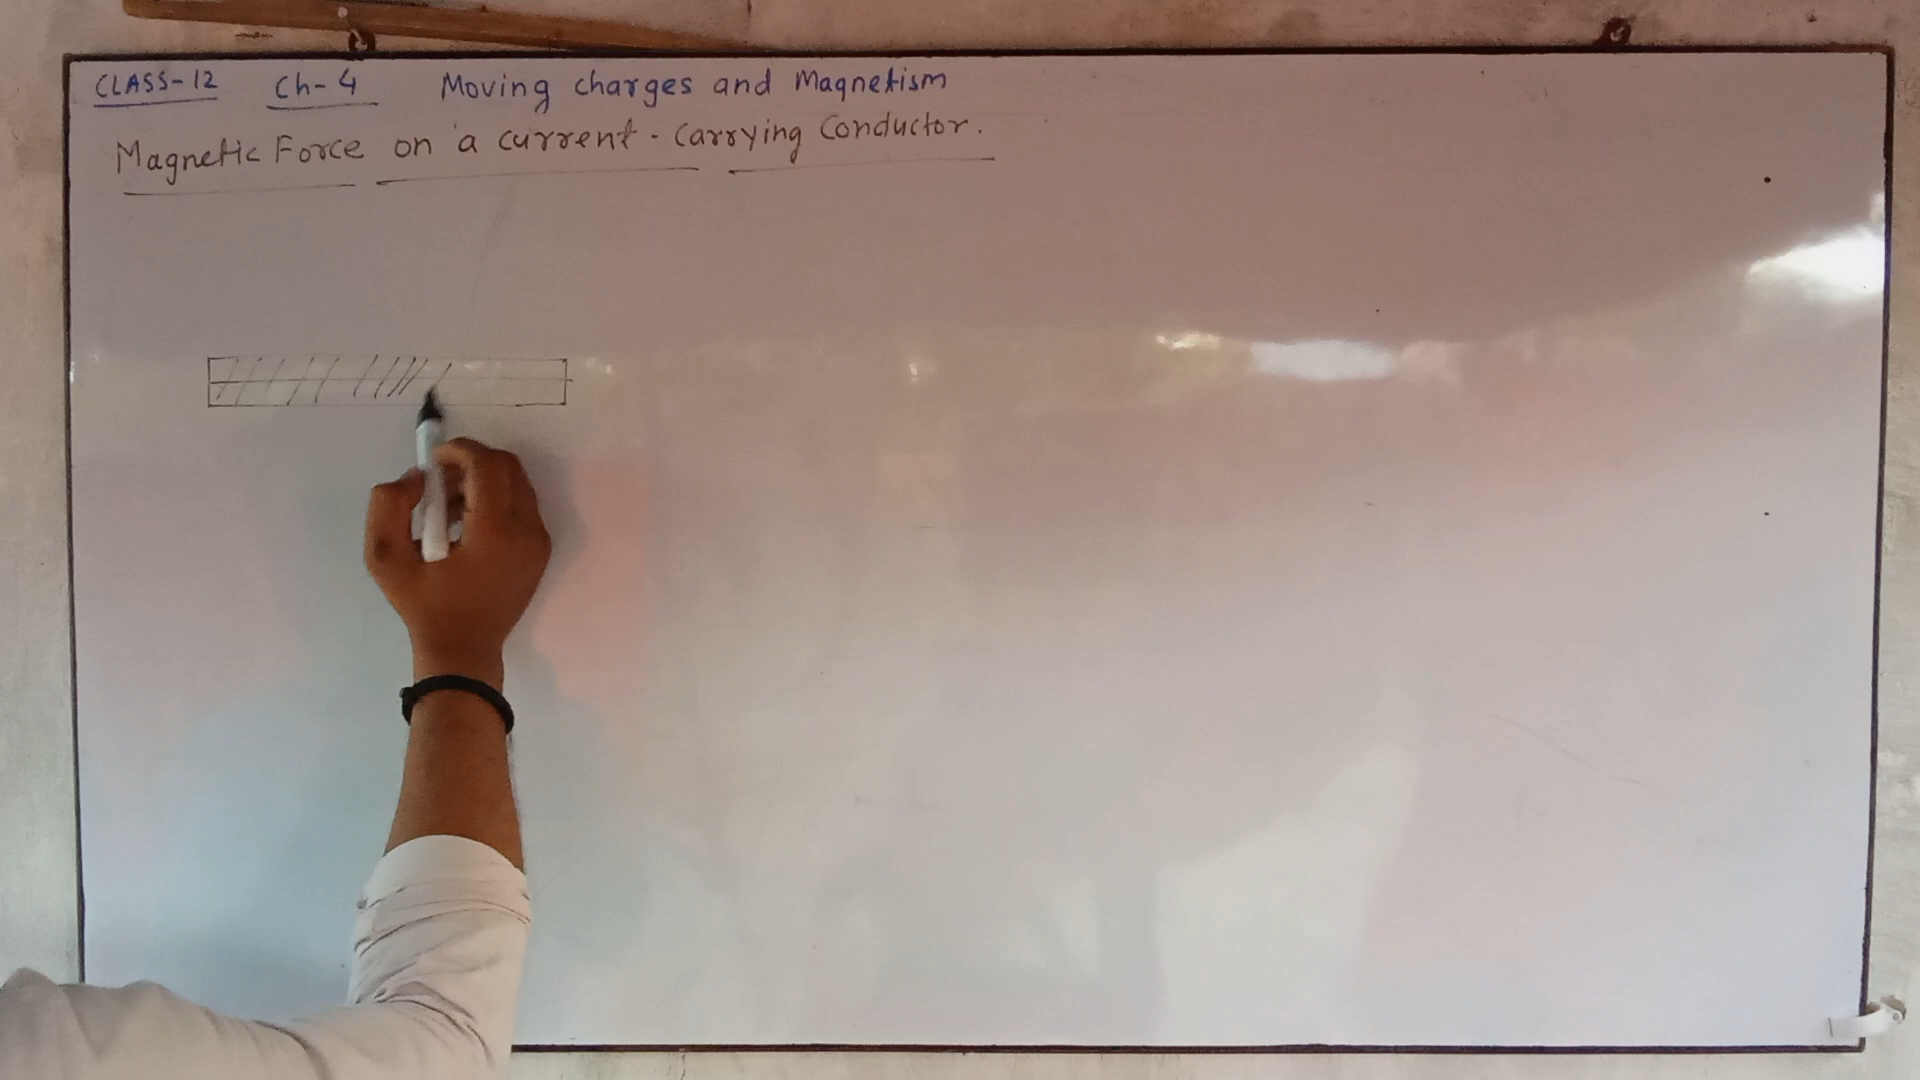 CLASS-12 Ch-4 Moving charges and Magnetism
Magnetic Force on a current-Carrying Conductor.